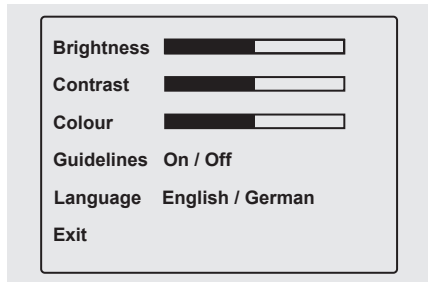 Brightness
Contrast
Colour
Guidelines On / Off
Language English / German
Exit